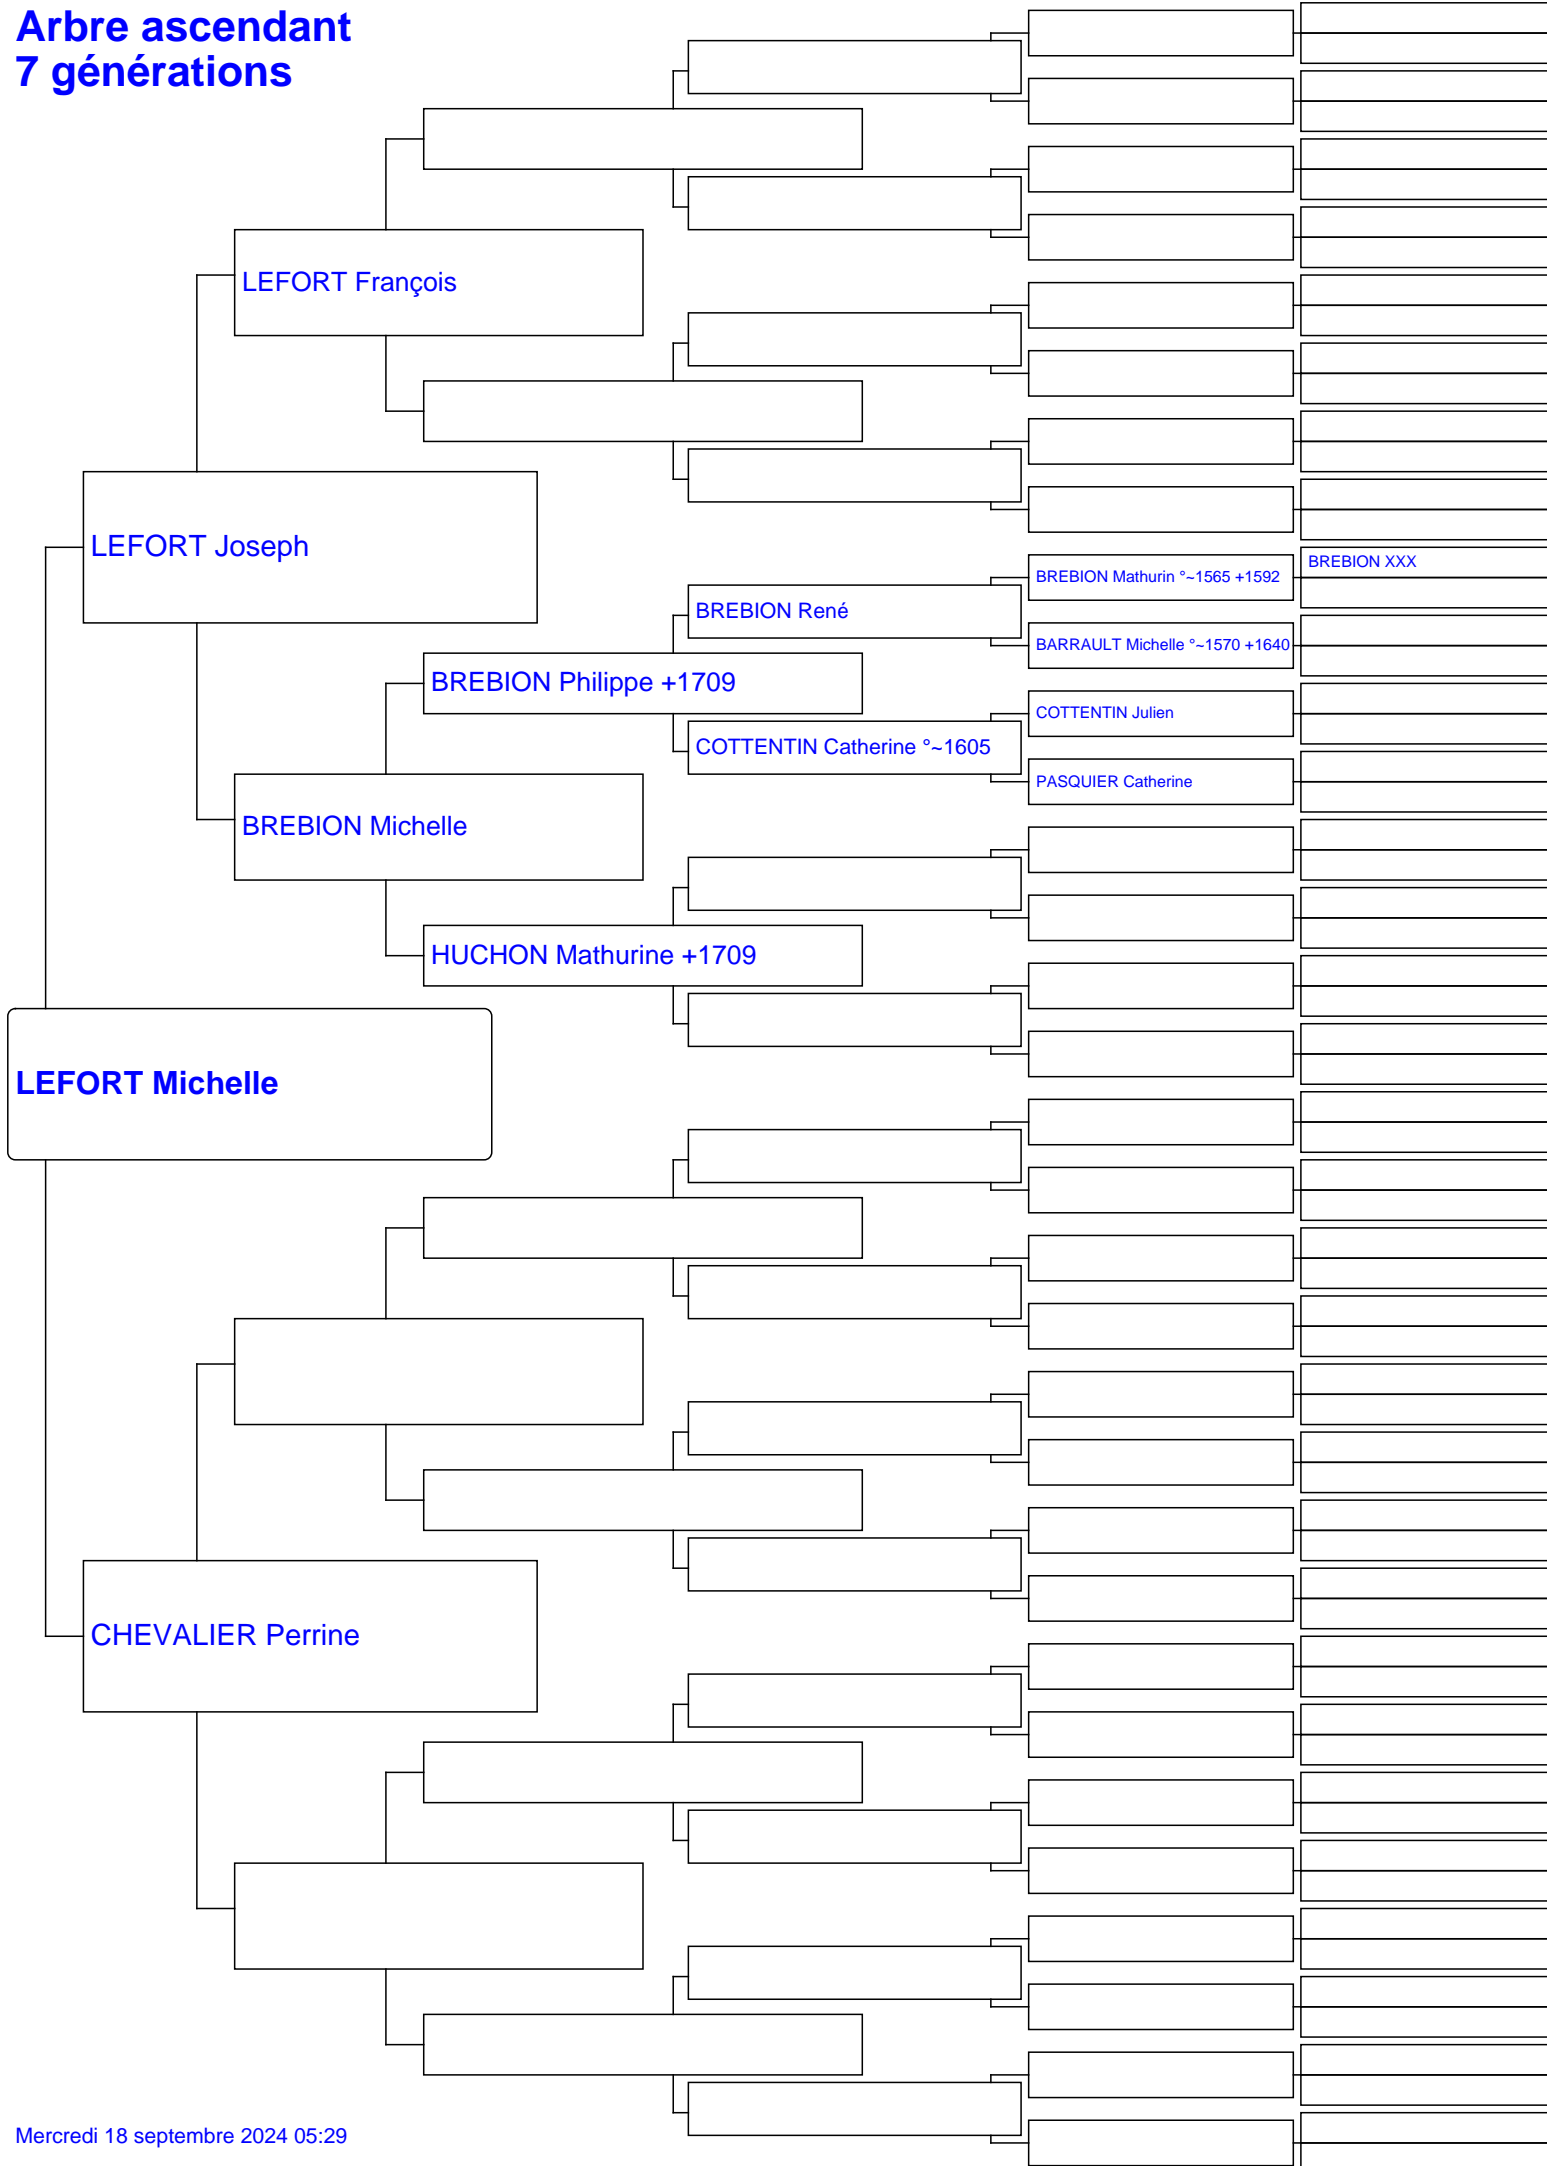 Arbre ascendant
7 générations
LEFORT François
LEFORT Joseph
BREBION Mathurin °~1565 +1592
BREBION XXX
BREBION René
BARRAULT Michelle °~1570 +1640
BREBION Philippe +1709
COTTENTIN Julien
COTTENTIN Catherine °~1605
PASQUIER Catherine
BREBION Michelle
HUCHON Mathurine +1709
LEFORT Michelle
CHEVALIER Perrine
Mercredi 18 septembre 2024 05:29